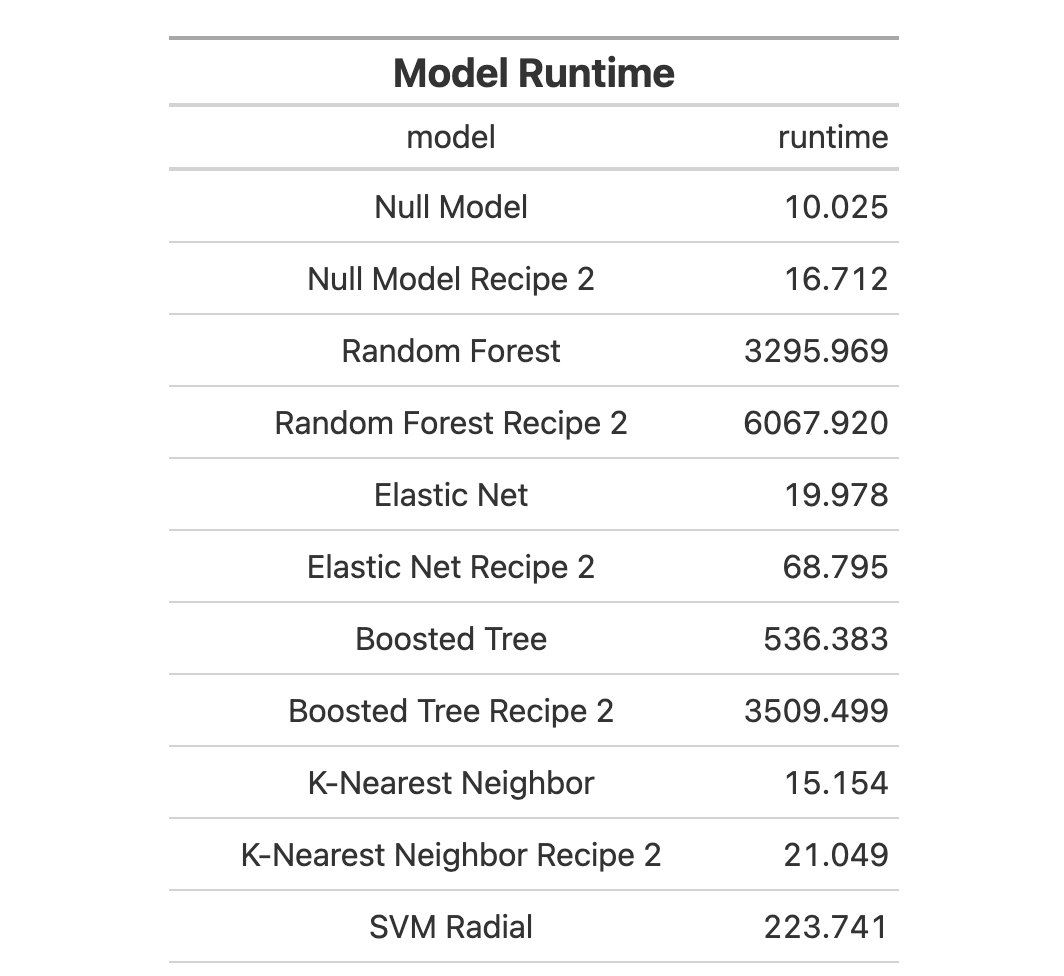 Model Runtime
model runtime
Null Model 10.025
Null Model Recipe 2 16.712
Random Forest 3295.969
Random Forest Recipe 2 6067.920
Elastic Net 19.978
Elastic Net Recipe 2 68.795
Boosted Tree 536.383
Boosted Tree Recipe 2 3509.499
K-Nearest Neighbor 15.154
K-Nearest Neighbor Recipe 2 21.049
SVM Radial 223.741